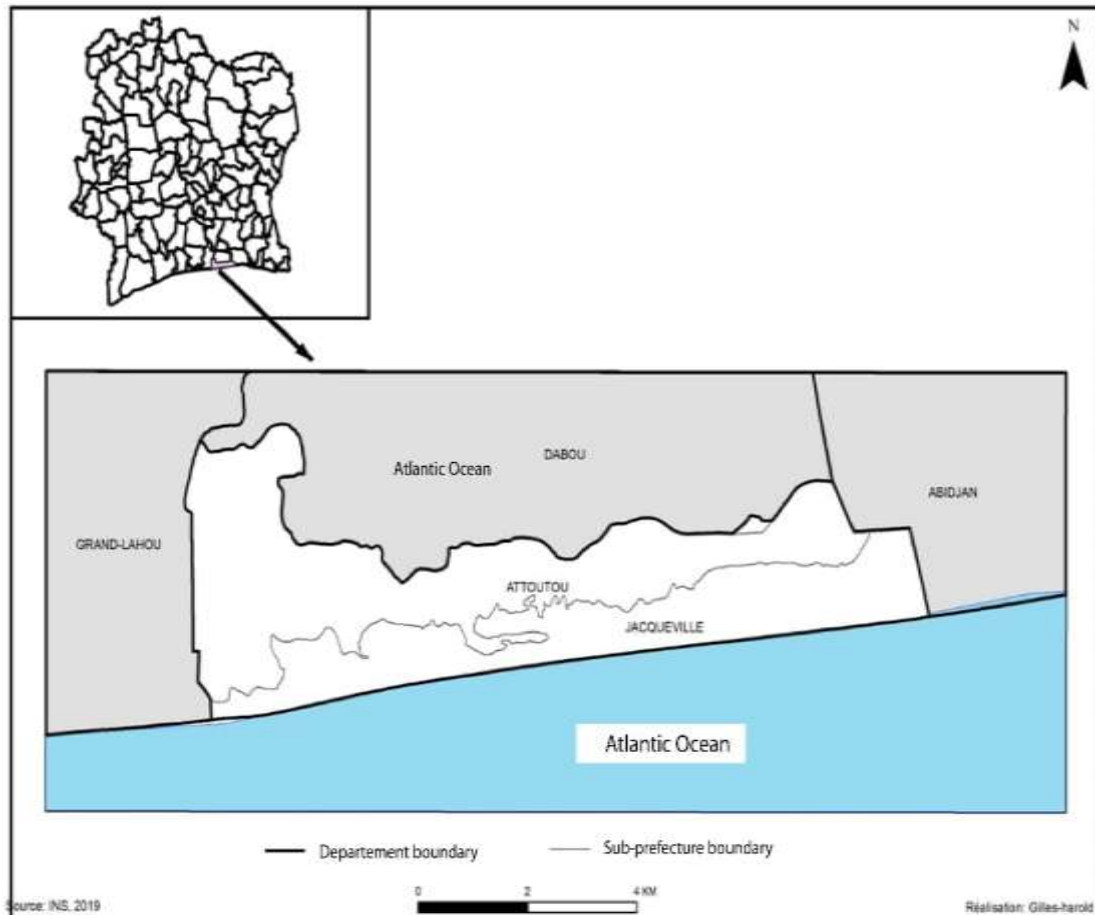 N
DABOU
Atlantic Ocean
ABIDJAN
GRAND-LAHOU
ATTOUTOU
JACQUEVILLE
Atlantic Ocean
Departement boundary
Sub-prefecture boundary
0 2 4 KM
Source: INS, 2019
Réalisation: Gilles-harold